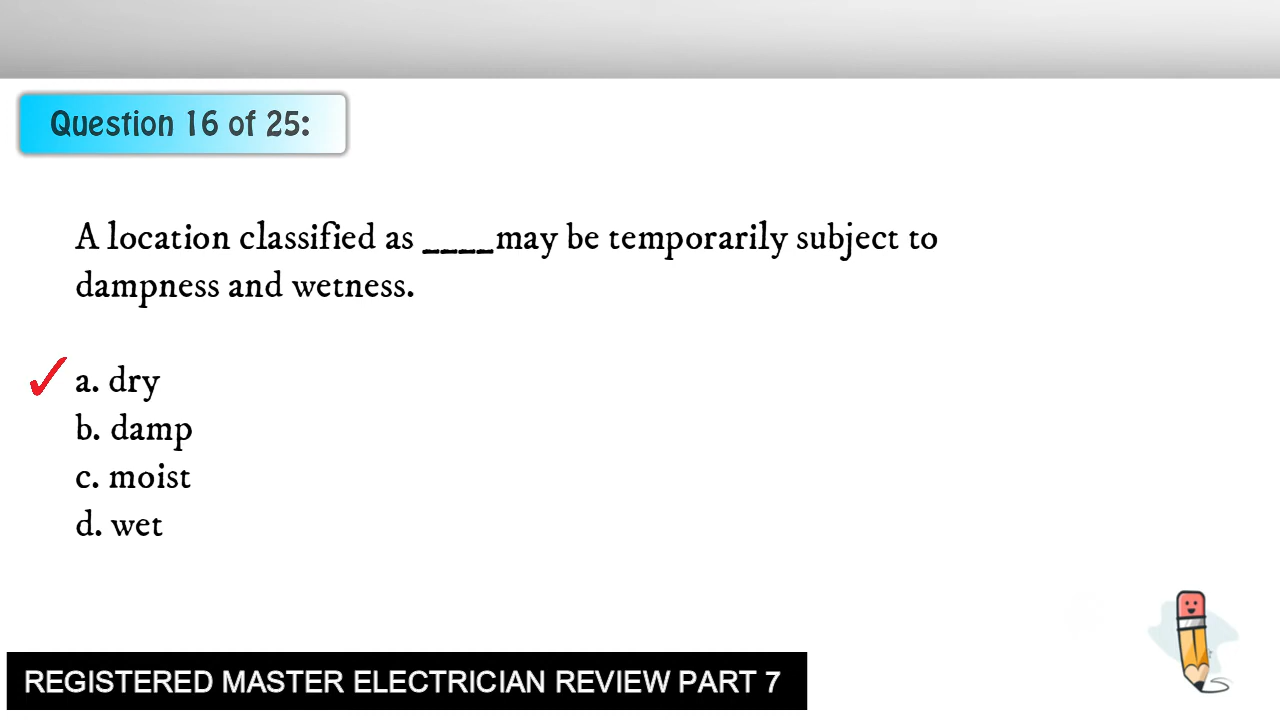 Question 16 of 25:
A location classified as ____may be temporarily subject to
dampness and wetness.
a. dry
b. damp
c. moist
d. wet
REGISTERED MASTER ELECTRICIAN REVIEW PART 7